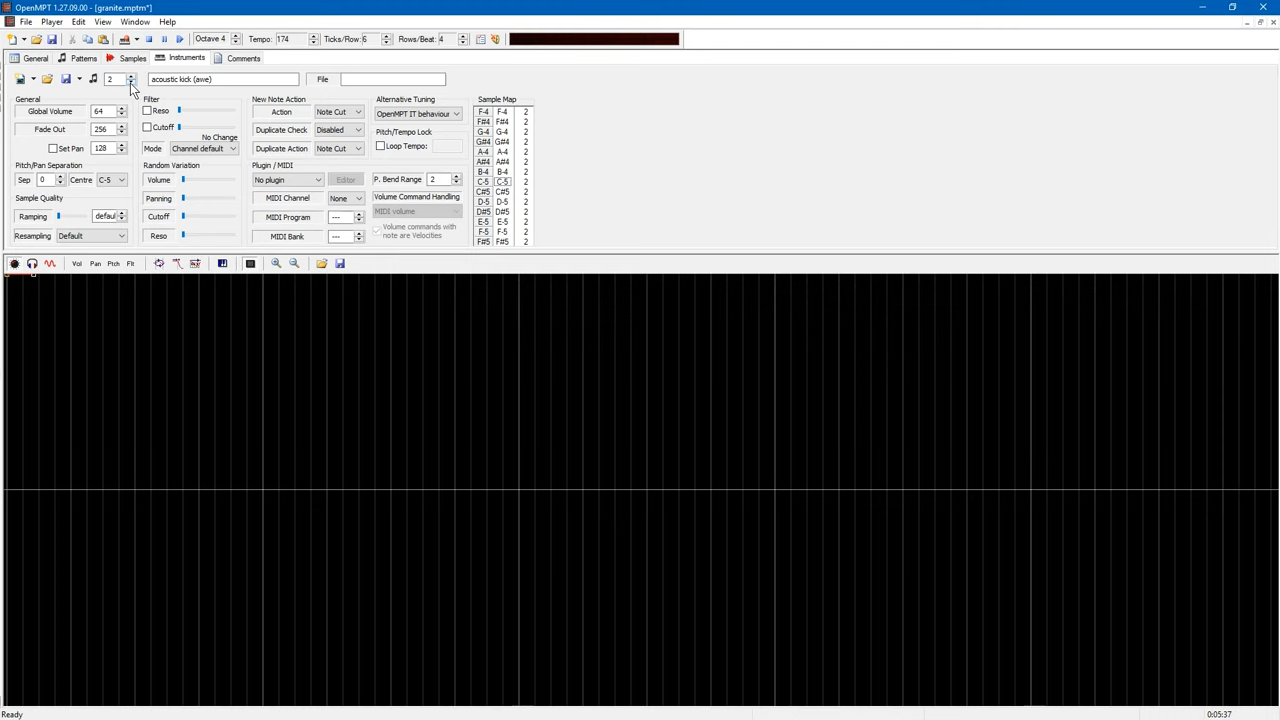 OpenMPT 1.27.09.00 - [granite.mptm*]
File Player Edit View Window Help
Octave 4 Tempo: 174 Ticks/Row: 6 Rows/Beat: 4
General Patterns Samples Instruments Comments
2 acoustic kick (awe) File
General Filter New Note Action Alternative Tuning Sample Map
Global Volume 64 Reso Action Note Cut OpenMPT IT behaviour F-4 F-4 2
F#4 F#4 2
Fade Out 256 Cutoff Duplicate Check Disabled Pitch/Tempo Lock G-4 G-4 2
No Change G#4 G#4 2
Set Pan 128 Mode Channel default Duplicate Action Note Cut Loop Tempo: A-4 A-4 2
A#4 A#4 2
Pitch/Pan Separation Random Variation Plugin / MIDI B-4 B-4 2
Sep 0 Centre C-5 Volume No plugin Editor P. Bend Range 2 C-5 C-5 2
C#5 C#5 2
Sample Quality Panning MIDI Channel None Volume Command Handling D-5 D-5 2
MIDI volume D#5 D#5 2
Ramping defaul Cutoff MIDI Program --- E-5 E-5 2
Volume commands with F-5 F-5 2
Resampling Default Reso MIDI Bank --- note are Velocities F#5 F#5 2
Vol Pan Ptch Flt
Ready 0:05:37